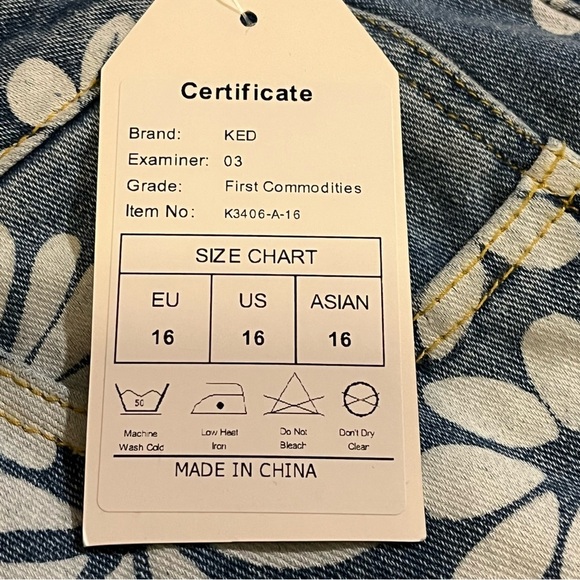 Certificate
Brand: KED
Examiner: 03
Grade: First Commodities
Item No: K3406-A-16
SIZE CHART
EU US ASIAN
16 16 16
50
Machine Wash Cold
Low Heat Iron
Do Not Bleach
Don't Dry Clear
MADE IN CHINA